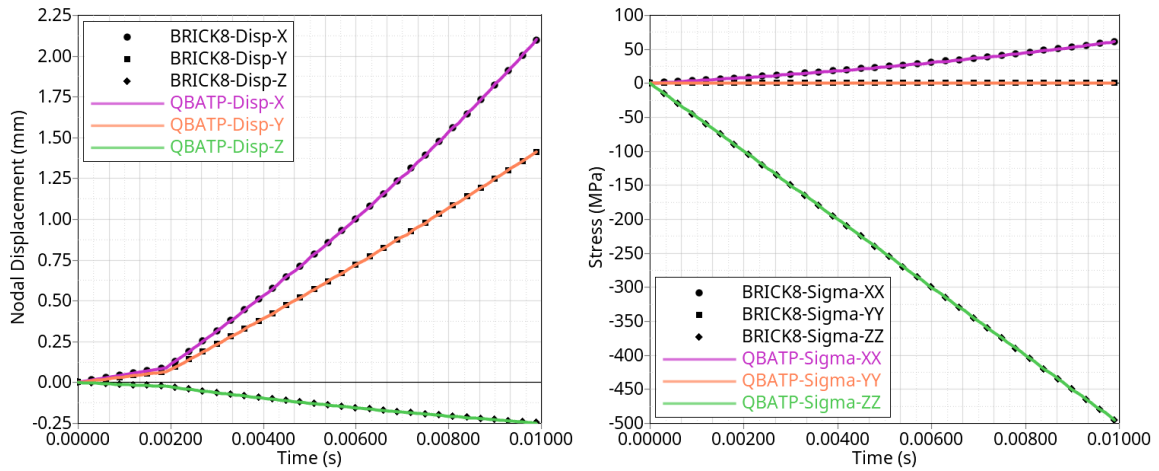 2.25
2.00
1.75
1.50
1.25
1.00
0.75
0.50
0.25
0.00
-0.25
Nodal Displacement (mm)
BRICK8-Disp-X
BRICK8-Disp-Y
BRICK8-Disp-Z
QBATP-Disp-X
QBATP-Disp-Y
QBATP-Disp-Z
0.00000 0.00200 0.00400 0.00600 0.00800 0.01000
Time (s)
100
50
0
-50
-100
-150
-200
-250
-300
-350
-400
-450
-500
Stress (MPa)
BRICK8-Sigma-XX
BRICK8-Sigma-YY
BRICK8-Sigma-ZZ
QBATP-Sigma-XX
QBATP-Sigma-YY
QBATP-Sigma-ZZ
0.00000 0.00200 0.00400 0.00600 0.00800 0.01000
Time (s)